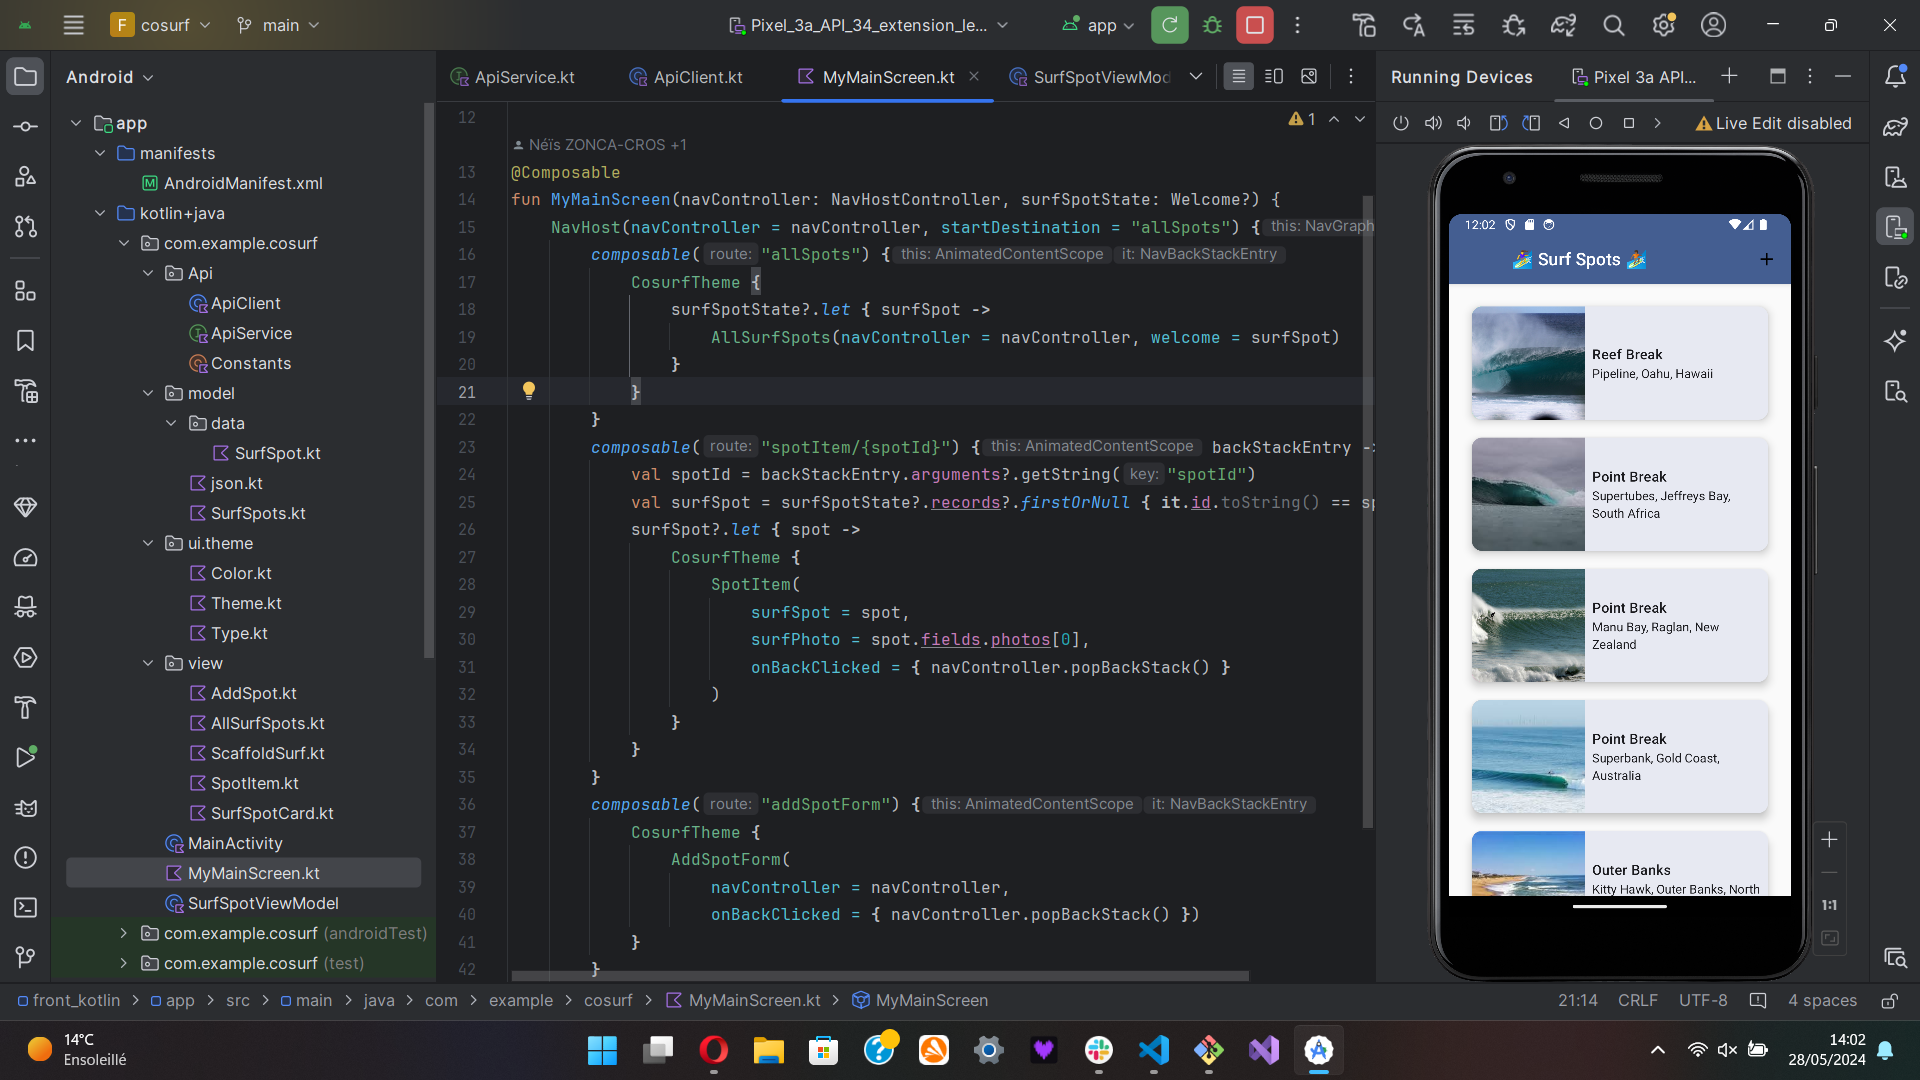 F cosurf main Pixel_3a_API_34_extension_le... app
Android
app
manifests
AndroidManifest.xml
kotlin+java
com.example.cosurf
Api
ApiClient
ApiService
Constants
model
data
SurfSpot.kt
json.kt
SurfSpots.kt
ui.theme
Color.kt
Theme.kt
Type.kt
view
AddSpot.kt
AllSurfSpots.kt
ScaffoldSurf.kt
SpotItem.kt
SurfSpotCard.kt
MainActivity
MyMainScreen.kt
SurfSpotViewModel
com.example.cosurf (androidTest)
com.example.cosurf (test)
ApiService.kt ApiClient.kt MyMainScreen.kt SurfSpotViewMod
1
12
Néïs ZONCA-CROS +1
13 @Composable
14 fun MyMainScreen(navController: NavHostController, surfSpotState: Welcome?) {
15 NavHost(navController = navController, startDestination = "allSpots") { this: NavGraph
16 composable( route: "allSpots") { this: AnimatedContentScope it: NavBackStackEntry
17 CosurfTheme {
18 surfSpotState?.let { surfSpot ->
19 AllSurfSpots(navController = navController, welcome = surfSpot)
20 }
21 }
22 }
23 composable( route: "spotItem/{spotId}") { this: AnimatedContentScope backStackEntry -
24 val spotId = backStackEntry.arguments?.getString( key: "spotId")
25 val surfSpot = surfSpotState?.records?.firstOrNull { it.id.toString() == sp
26 surfSpot?.let { spot ->
27 CosurfTheme {
28 SpotItem(
29 surfSpot = spot,
30 surfPhoto = spot.fields.photos[0],
31 onBackClicked = { navController.popBackStack() }
32 )
33 }
34 }
35 }
36 composable( route: "addSpotForm") { this: AnimatedContentScope it: NavBackStackEntry
37 CosurfTheme {
38 AddSpotForm(
39 navController = navController,
40 onBackClicked = { navController.popBackStack() })
41 }
42 }
Running Devices Pixel 3a API...
Live Edit disabled
12:02
🏄 Surf Spots 🏄 +
Reef Break
Pipeline, Oahu, Hawaii
Point Break
Supertubes, Jeffreys Bay,
South Africa
Point Break
Manu Bay, Raglan, New
Zealand
Point Break
Superbank, Gold Coast,
Australia
Outer Banks
Kitty Hawk, Outer Banks, North
1:1
front_kotlin > app > src > main > java > com > example > cosurf > MyMainScreen.kt > MyMainScreen 21:14 CRLF UTF-8 4 spaces
14°C
Ensoleillé
14:02
28/05/2024